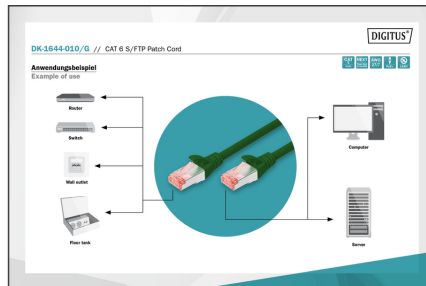 DIGITUS®
DK-1644-010/G // CAT 6 S/FTP Patch Cord
Anwendungsbeispiel
Example of use
Router
Switch
Wall outlet
Floor tank
Computer
Server